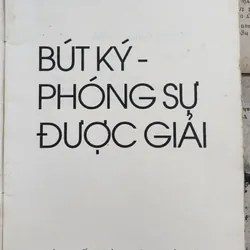 BÚT KÝ -
PHÓNG SỰ
ĐƯỢC GIẢI